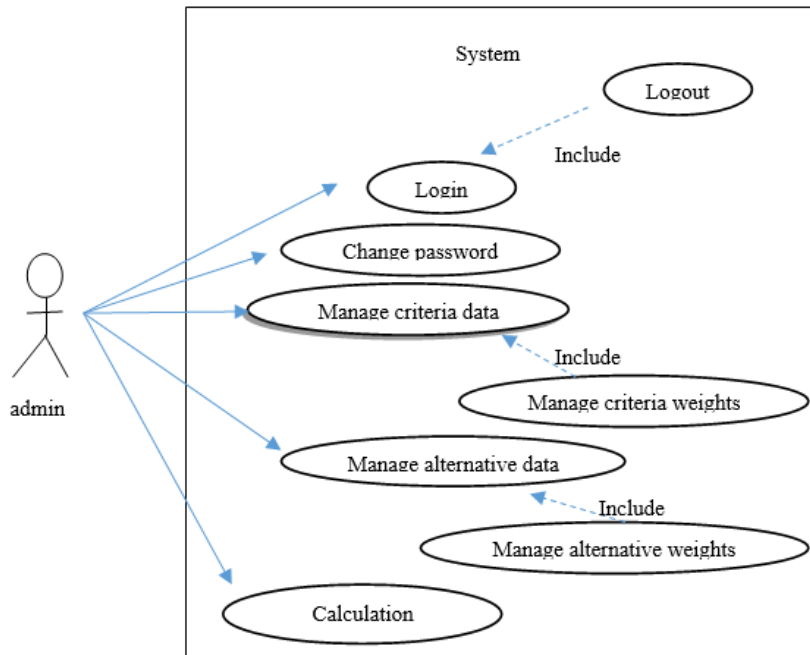 System
Logout
Include
Login
Change password
Manage criteria data
Include
Manage criteria weights
admin
Manage alternative data
Include
Manage alternative weights
Calculation